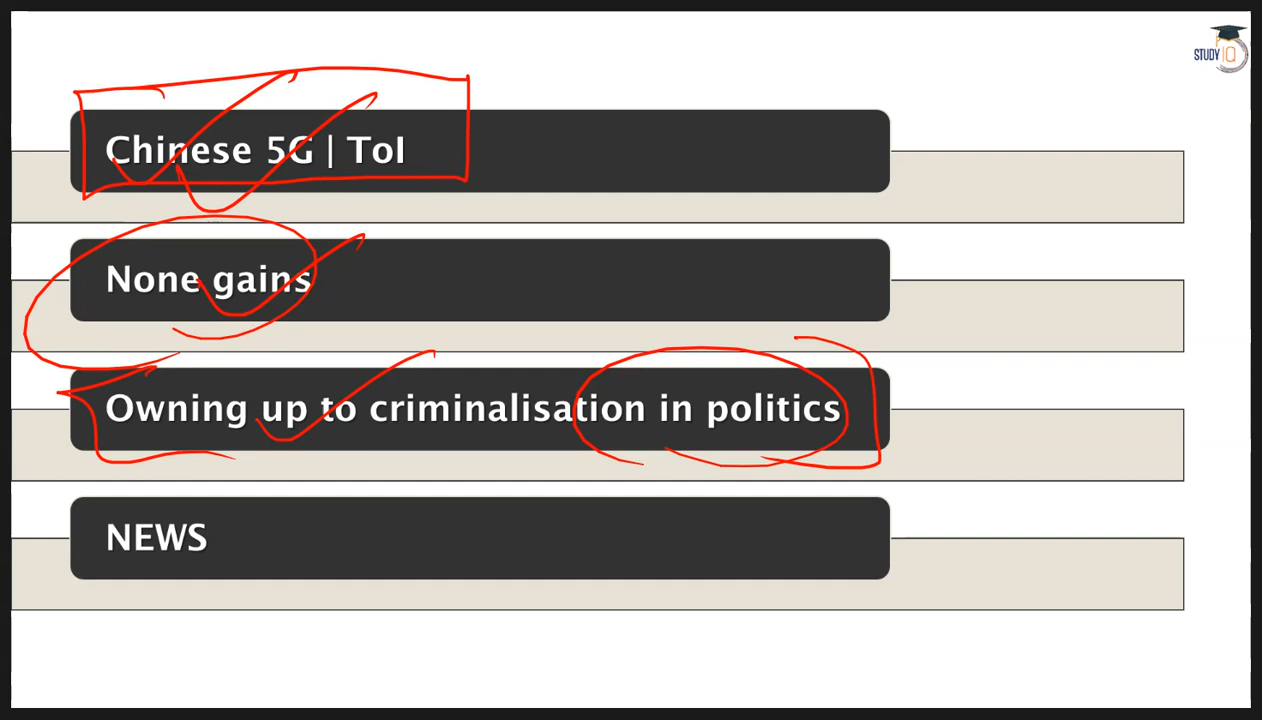 STUDY IQ
Chinese 5G | ToI
None gains
Owning up to criminalisation in politics
NEWS